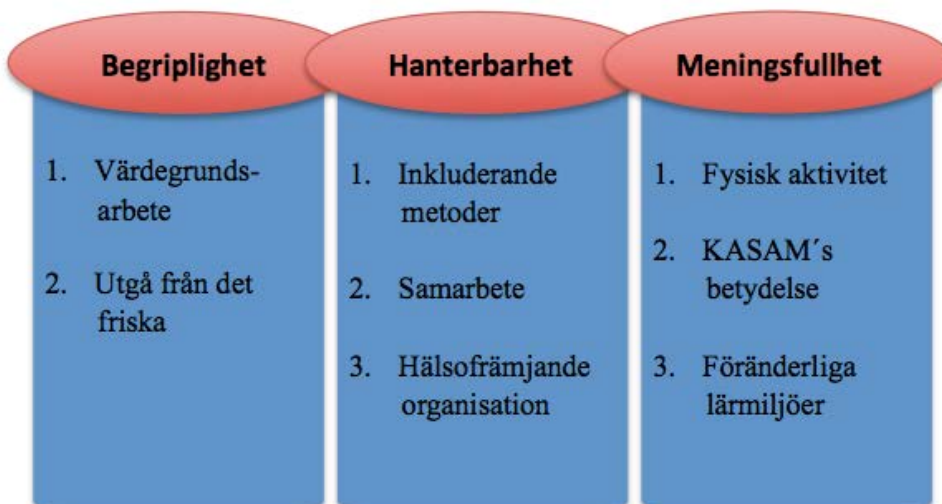 Begriplighet
1. Värdegrunds-
arbete
2. Utgå från det
friska
Hanterbarhet
1. Inkluderande
metoder
2. Samarbete
3. Hälsofrämjande
organisation
Meningsfullhet
1. Fysisk aktivitet
2. KASAM´s
betydelse
3. Föränderliga
lärmiljöer